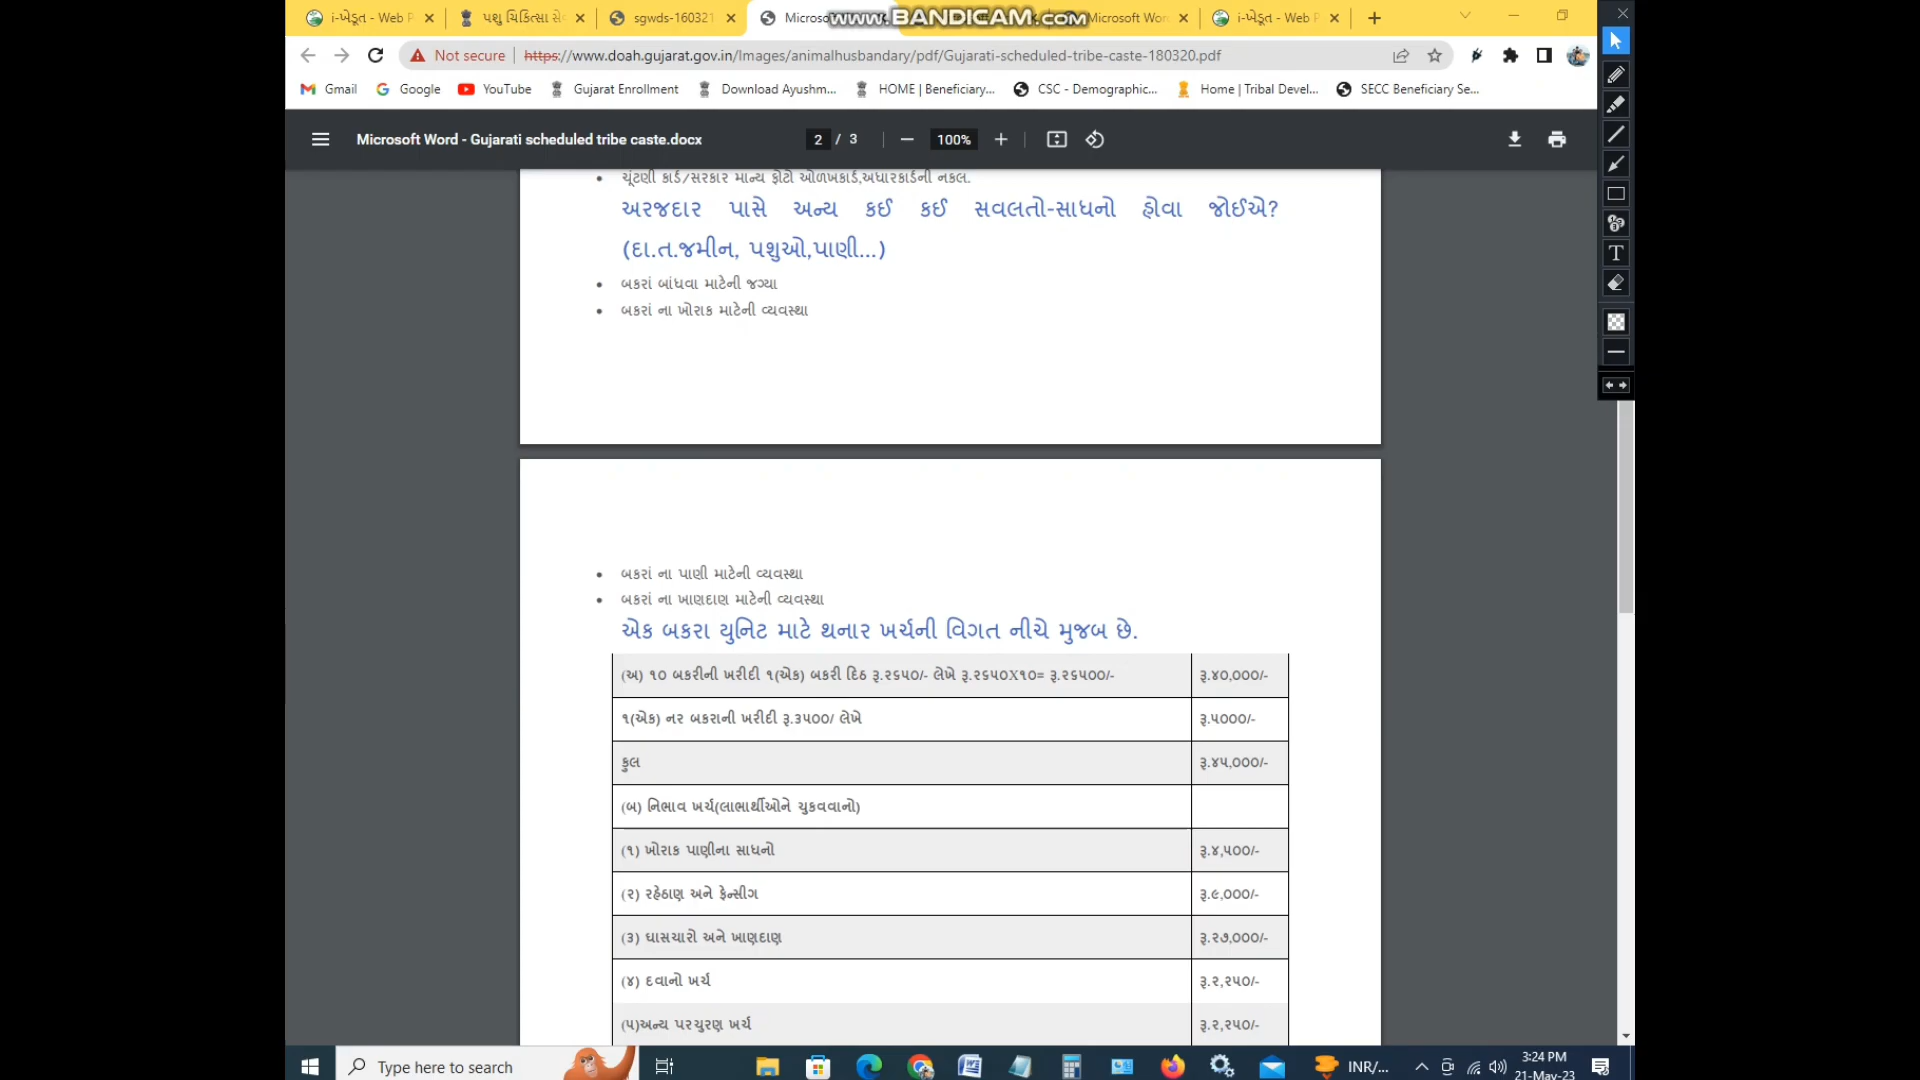 i-ખેડૂત - Web P
પશુ ચિકિત્સા સે
sgwds-160321
Microso
www.BANDICAM.com
Microsoft Wor
i-ખેડૂત - Web P
Not secure https://www.doah.gujarat.gov.in/Images/animalhusbandary/pdf/Gujarati-scheduled-tribe-caste-180320.pdf
Gmail Google YouTube Gujarat Enrollment Download Ayushm... HOME | Beneficiary... CSC - Demographic... Home | Tribal Devel... SECC Beneficiary Se...
Microsoft Word - Gujarati scheduled tribe caste.docx 2 / 3 100%
• ચૂંટણી કાર્ડ/સરકાર માન્ય ફોટો ઓળખકાર્ડ,અધારકાર્ડની નકલ.
અરજદાર પાસે અન્ય કઈ કઈ સવલતો-સાધનો હોવા જોઈએ?
(દા.ત.જમીન, પશુઓ,પાણી...)
• બકરાં બાંધવા માટેની જગ્યા
• બકરાં ના ખોરાક માટેની વ્યવસ્થા
• બકરાં ના પાણી માટેની વ્યવસ્થા
• બકરાં ના ખાણદાણ માટેની વ્યવસ્થા
એક બકરા યુનિટ માટે થનાર ખર્ચની વિગત નીચે મુજબ છે.
(અ) ૧૦ બકરીની ખરીદી ૧(એક) બકરી દિઠ રૂ.૨૬૫૦/- લેખે રૂ.૨૬૫૦X૧૦= રૂ.૨૬૫૦૦/- રૂ.૪૦,૦૦૦/-
૧(એક) નર બકરાની ખરીદી રૂ.૩૫૦૦/ લેખે રૂ.૫૦૦૦/-
કુલ રૂ.૪૫,૦૦૦/-
(બ) નિભાવ ખર્ચ(લાભાર્થીઓને ચુકવવાનો)
(૧) ખોરાક પાણીના સાધનો રૂ.૪,૫૦૦/-
(૨) રહેઠાણ અને ફેન્સીગ રૂ.૯,૦૦૦/-
(૩) ઘાસચારો અને ખાણદાણ રૂ.૨૭,૦૦૦/-
(૪) દવાનો ખર્ચ રૂ.૨,૨૫૦/-
(૫)અન્ય પરચુરણ ખર્ચ રૂ.૨,૨૫૦/-
Type here to search INR/... 3:24 PM
21-May-23